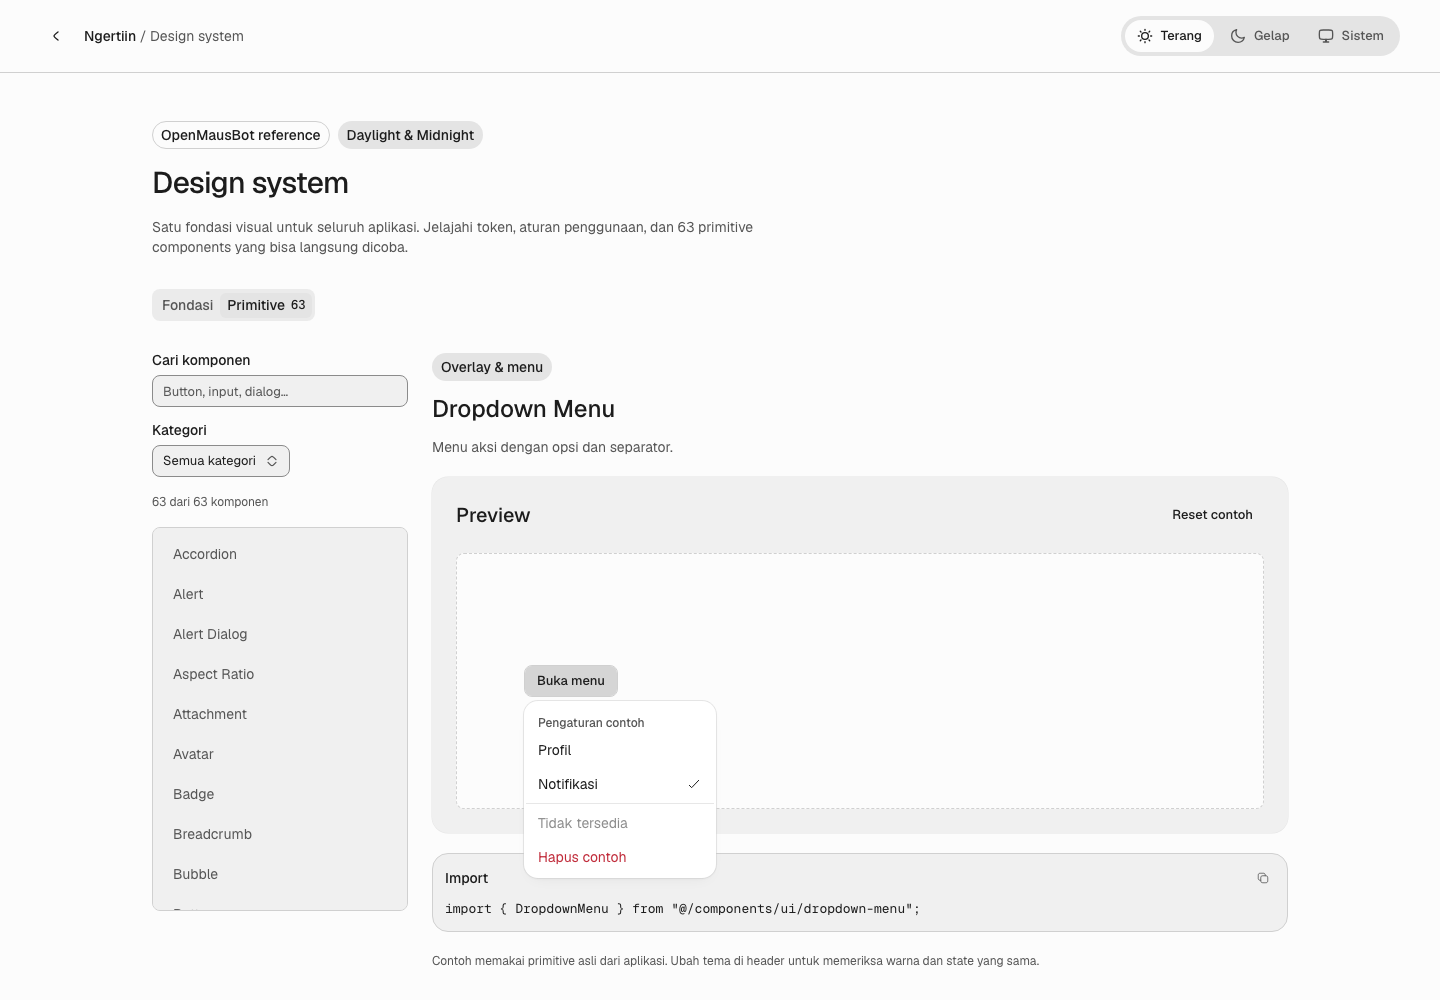 Ngertiin / Design system
Terang
Gelap
Sistem
OpenMausBot reference
Daylight & Midnight
Design system
Satu fondasi visual untuk seluruh aplikasi. Jelajahi token, aturan penggunaan, dan 63 primitive
components yang bisa langsung dicoba.
Fondasi
Primitive 63
Cari komponen
Button, input, dialog…
Kategori
Semua kategori
63 dari 63 komponen
Accordion
Alert
Alert Dialog
Aspect Ratio
Attachment
Avatar
Badge
Breadcrumb
Bubble
Overlay & menu
Dropdown Menu
Menu aksi dengan opsi dan separator.
Preview
Reset contoh
Buka menu
Pengaturan contoh
Profil
Notifikasi
Tidak tersedia
Hapus contoh
Import
import { DropdownMenu } from "@/components/ui/dropdown-menu";
Contoh memakai primitive asli dari aplikasi. Ubah tema di header untuk memeriksa warna dan state yang sama.